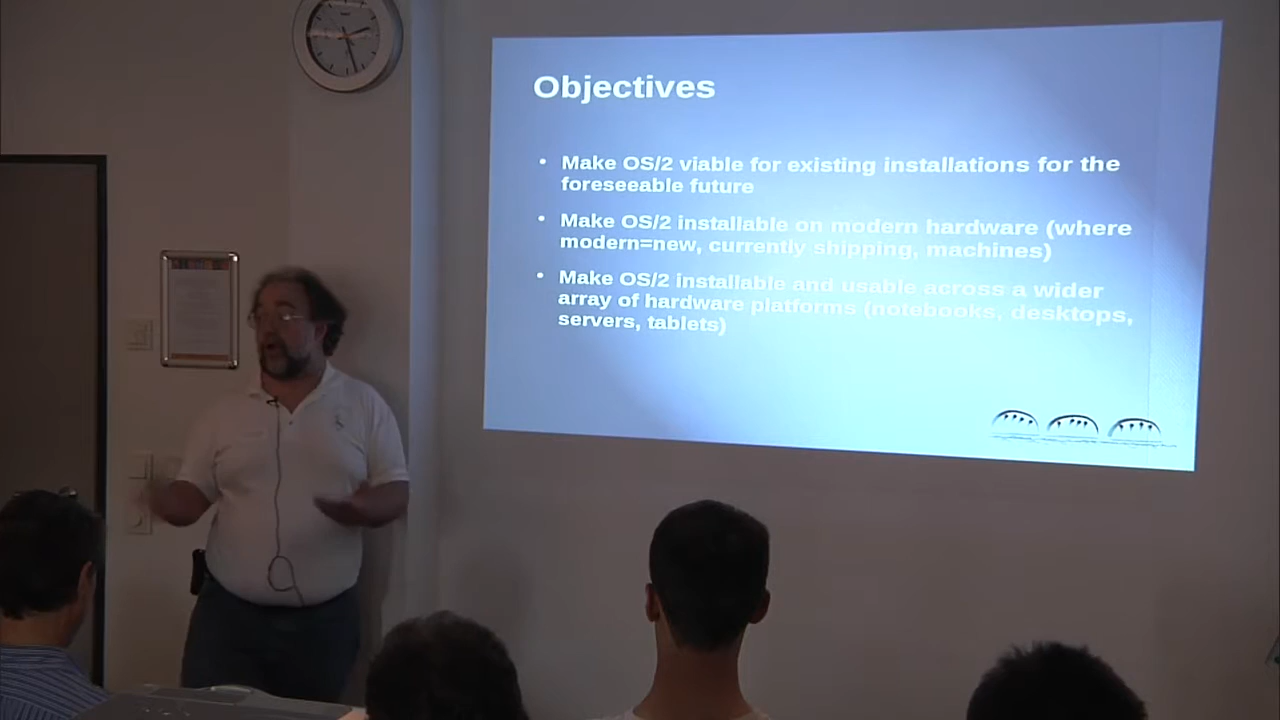 Objectives
• Make OS/2 viable for existing installations for the
foreseeable future
• Make OS/2 installable on modern hardware (where
modern=new, currently shipping, machines)
• Make OS/2 installable and usable across a wider
array of hardware platforms (notebooks, desktops,
servers, tablets)